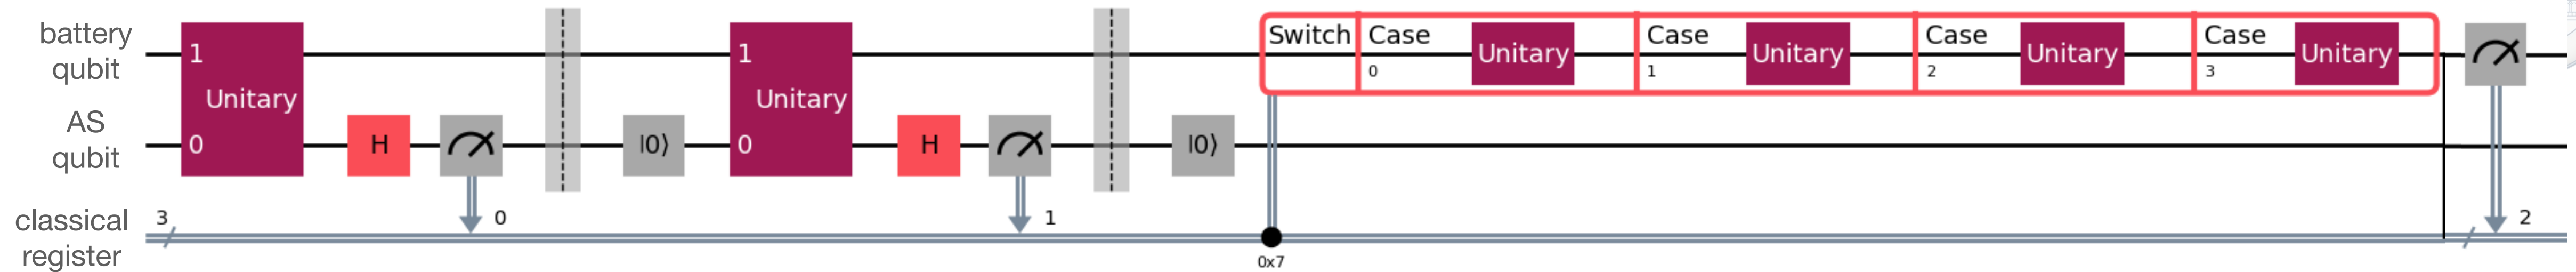 battery
qubit
AS
qubit
classical
register
1
Unitary
0
H
|0⟩
1
Unitary
0
H
|0⟩
Switch
Case
0
Unitary
Case
1
Unitary
Case
2
Unitary
Case
3
Unitary
3
0
1
0x7
2